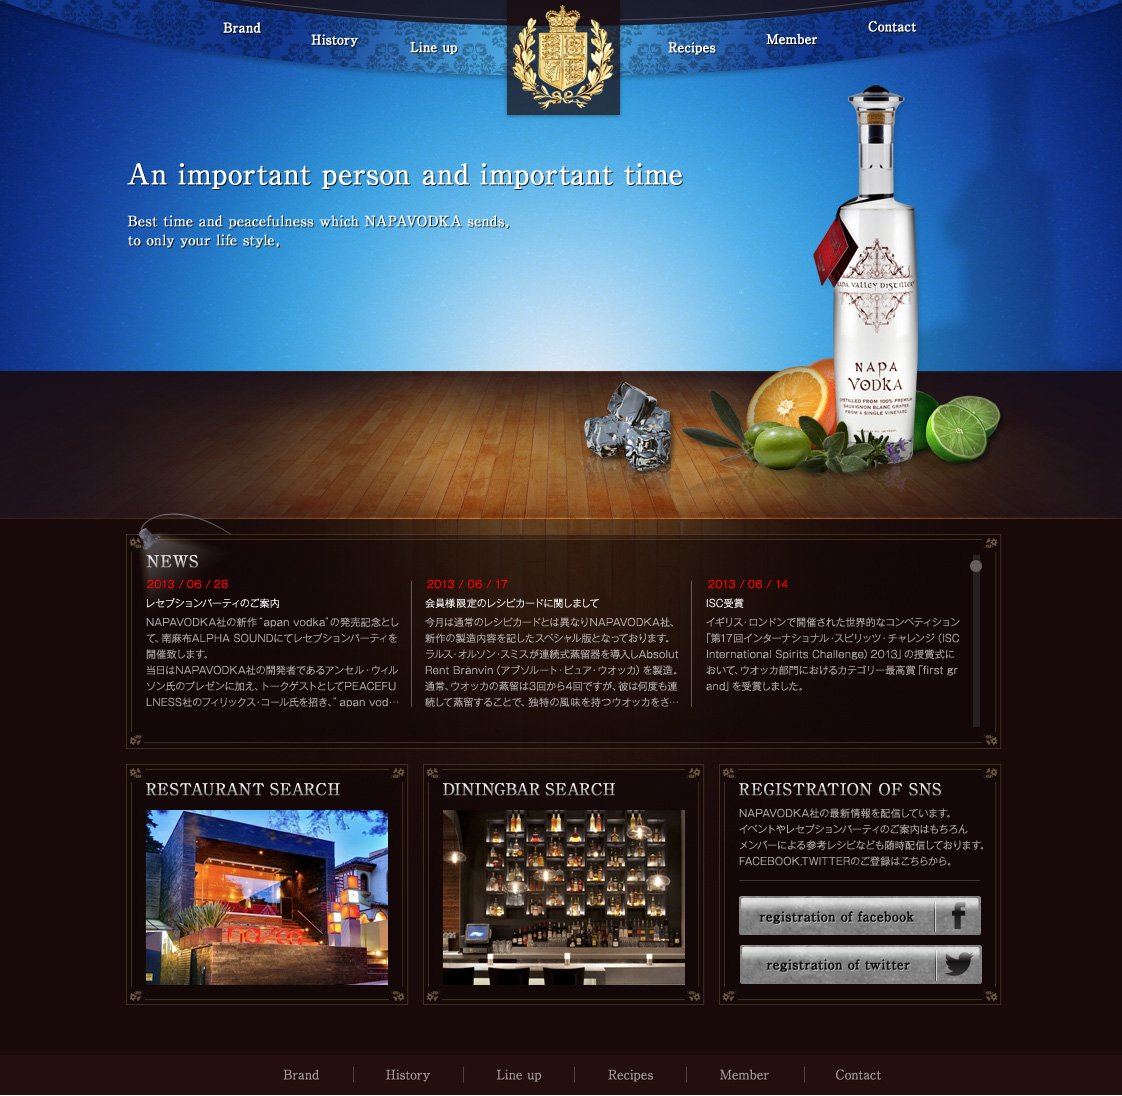 Brand
History
Line up
Recipes
Member
Contact
An important person and important time
Best time and peacefulness which NAPAVODKA sends,
to only your life style,
NAPA VALLEY DISTILLERY
NAPA
VODKA
DISTILLED FROM 100% PREMIUM
SAUVIGNON BLANC GRAPES
FROM A SINGLE VINEYARD
NEWS
2013 / 06 / 28
レセプションパーティのご案内
NAPAVODKA社の新作“apan vodka”の発売記念とし
て、南麻布ALPHA SOUNDにてレセプションパーティを
開催致します。
当日はNAPAVODKA社の開発者であるアンセル・ウィル
ソン氏のプレゼンに加え、トークゲストとしてPEACEFU
LNESS社のフィリックス・コール氏を招き、“apan vod…
2013 / 06 / 17
会員様限定のレシピカードに関しまして
今月は通常のレシピカードとは異なりNAPAVODKA社、
新作の製造内容を記したスペシャル版となっております。
ラルス・オルソン・スミスが連続式蒸留器を導入しAbsolut
Rent Bränvin（アブソルート・ピュア・ウオッカ）を製造。
通常、ウオッカの蒸留は3回から4回ですが、彼は何度も連
続して蒸留することで、独特の風味を持つウオッカをさ…
2013 / 06 / 14
ISC受賞
イギリス・ロンドンで開催された世界的なコンペティション
「第17回インターナショナル・スピリッツ・チャレンジ（ISC
International Spirits Challenge）2013」の授賞式に
おいて、ウオッカ部門におけるカテゴリー最高賞「first gr
and」を受賞しました。
RESTAURANT SEARCH
DININGBAR SEARCH
REGISTRATION OF SNS
NAPAVODKA社の最新情報を配信しています。
イベントやレセプションパーティのご案内はもちろん
メンバーによる参考レシピなども随時配信しております。
FACEBOOK,TWITTERのご登録はこちらから。
registration of facebook
registration of twitter
Brand
History
Line up
Recipes
Member
Contact